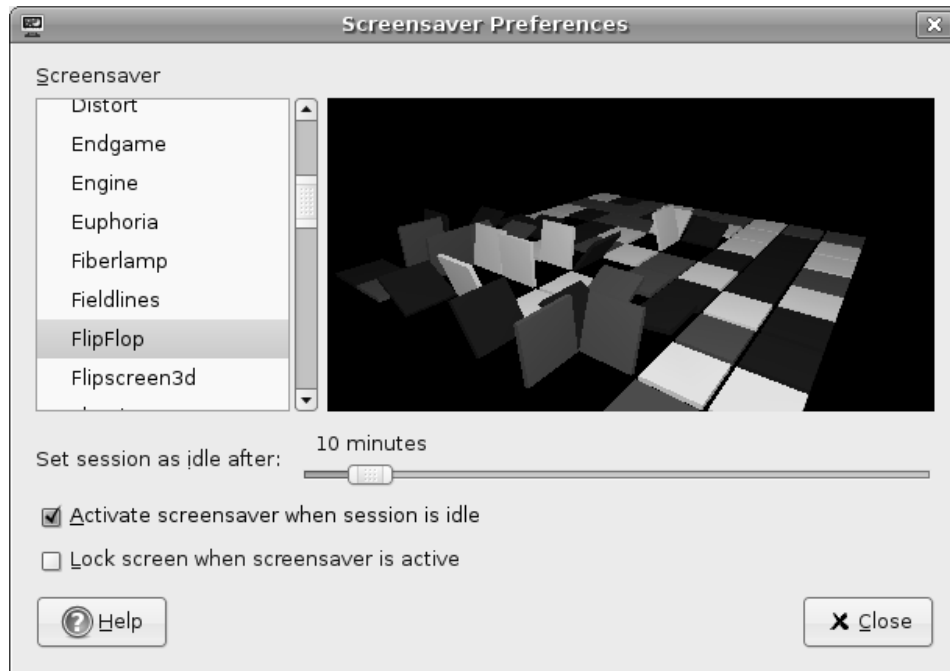 Screensaver Preferences
Screensaver
Distort
Endgame
Engine
Euphoria
Fiberlamp
Fieldlines
FlipFlop
Flipscreen3d
10 minutes
Set session as idle after:
Activate screensaver when session is idle
Lock screen when screensaver is active
Help
Close